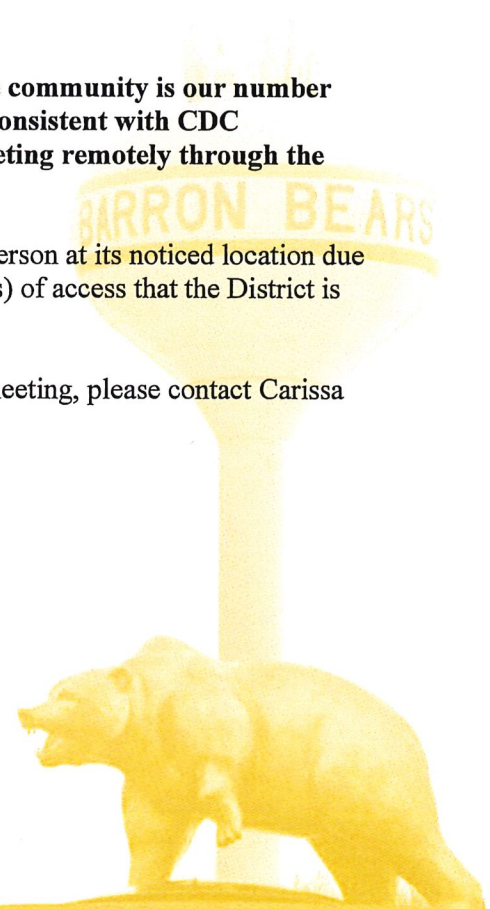 community is our number
onsistent with CDC
eting remotely through the
BARRON BEARS
erson at its noticed location due
s) of access that the District is
eeting, please contact Carissa